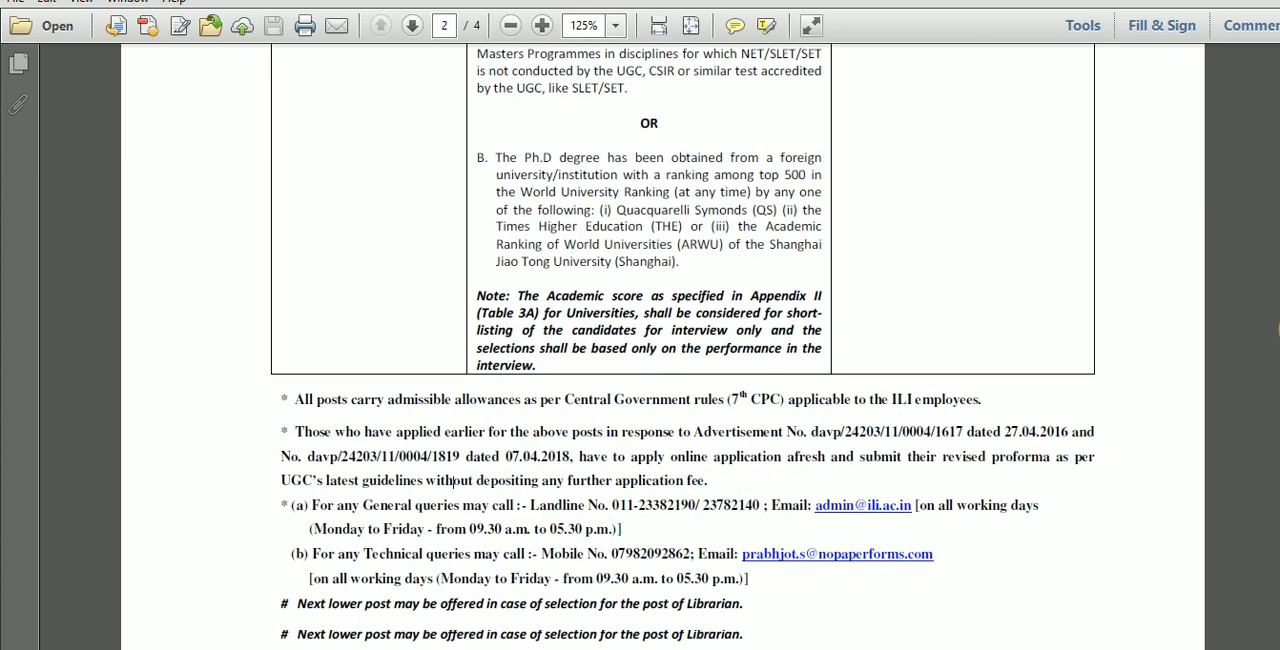 Open
2
/ 4
125%
Tools
Fill & Sign
Commer
Masters Programmes in disciplines for which NET/SLET/SET
is not conducted by the UGC, CSIR or similar test accredited
by the UGC, like SLET/SET.
OR
B. The Ph.D degree has been obtained from a foreign
university/institution with a ranking among top 500 in
the World University Ranking (at any time) by any one
of the following: (i) Quacquarelli Symonds (QS) (ii) the
Times Higher Education (THE) or (iii) the Academic
Ranking of World Universities (ARWU) of the Shanghai
Jiao Tong University (Shanghai).
Note: The Academic score as specified in Appendix II
(Table 3A) for Universities, shall be considered for short-
listing of the candidates for interview only and the
selections shall be based only on the performance in the
interview.
* All posts carry admissible allowances as per Central Government rules (7th CPC) applicable to the ILI employees.
* Those who have applied earlier for the above posts in response to Advertisement No. davp/24203/11/0004/1617 dated 27.04.2016 and
No. davp/24203/11/0004/1819 dated 07.04.2018, have to apply online application afresh and submit their revised proforma as per
UGC's latest guidelines without depositing any further application fee.
* (a) For any General queries may call :- Landline No. 011-23382190/ 23782140 ; Email: admin@ili.ac.in [on all working days
(Monday to Friday - from 09.30 a.m. to 05.30 p.m.)]
(b) For any Technical queries may call :- Mobile No. 07982092862; Email: prabhjot.s@nopaperforms.com
[on all working days (Monday to Friday - from 09.30 a.m. to 05.30 p.m.)]
# Next lower post may be offered in case of selection for the post of Librarian.
# Next lower post may be offered in case of selection for the post of Librarian.